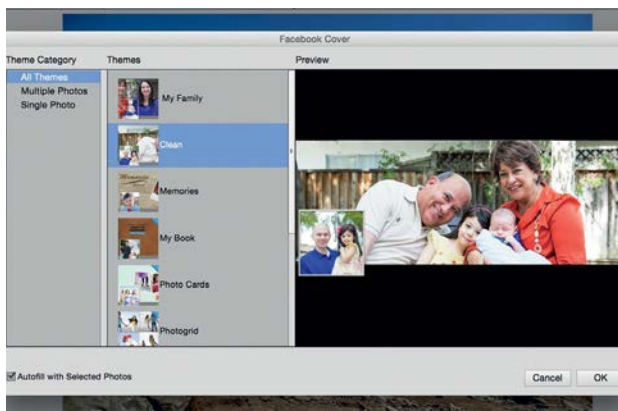 Facebook Cover
Theme Category
Themes
Preview
All Themes
Multiple Photos
Single Photo
My Family
Clean
Memories
My Book
Photo Cards
Photogrid
Autofill with Selected Photos
Cancel
OK